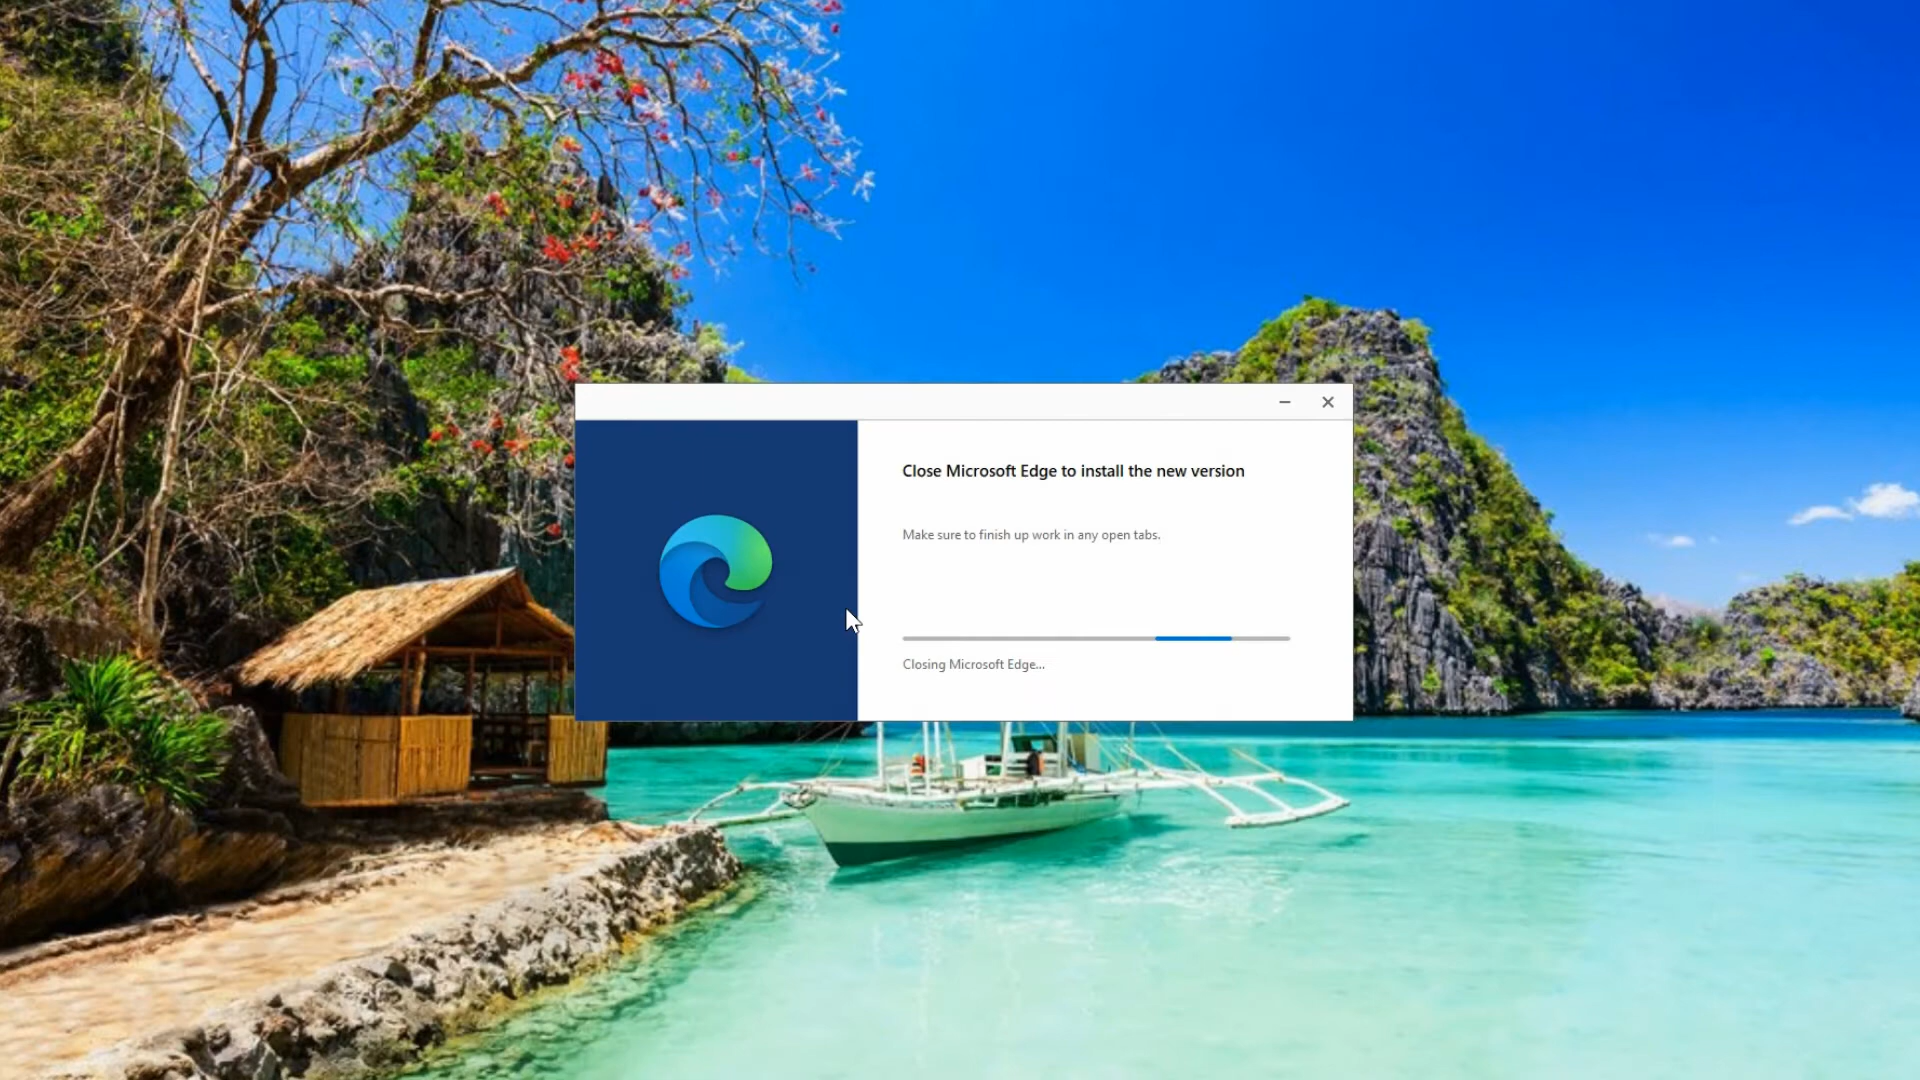 Close Microsoft Edge to install the new version
Make sure to finish up work in any open tabs.
Closing Microsoft Edge...